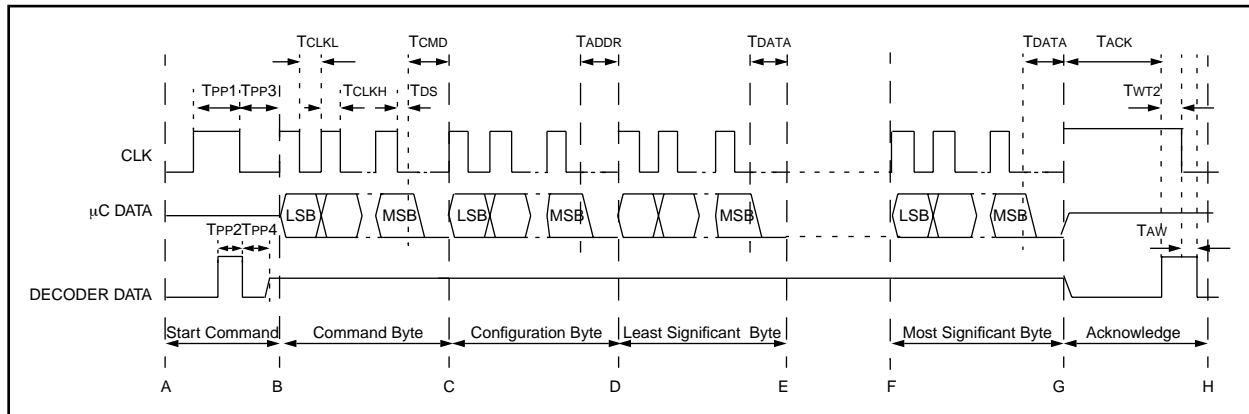 TCLKL TCMD TADDR TDATA TDATA TACK
TPP1 TPP3 TCLKH TDS TWT2
CLK
µC DATA LSB MSB LSB MSB MSB LSB MSB
TPP2 TPP4 TAW
DECODER DATA
Start Command Command Byte Configuration Byte Least Significant Byte Most Significant Byte Acknowledge
A B C D E F G H